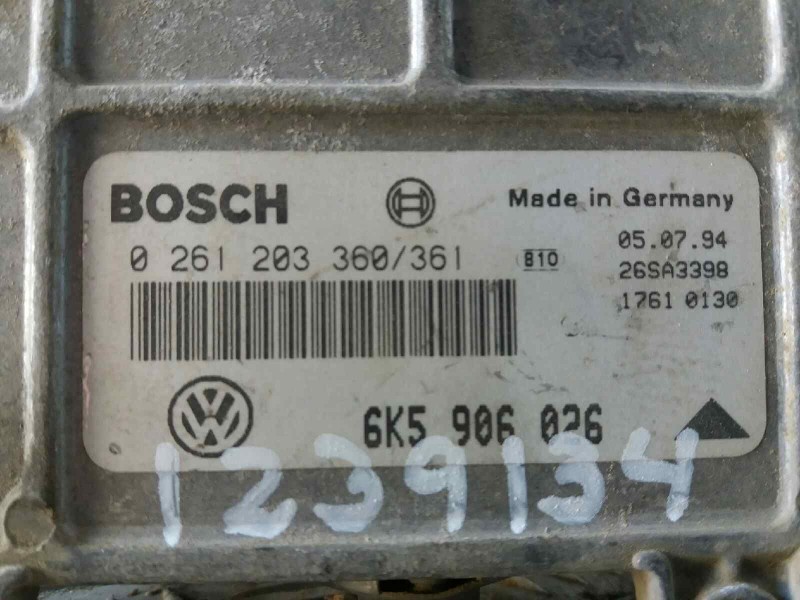 BOSCH
Made in Germany
05.07.94
0 261 203 360/361
810
26SA3398
1761 0130
VW
6K5 906 026
1239134